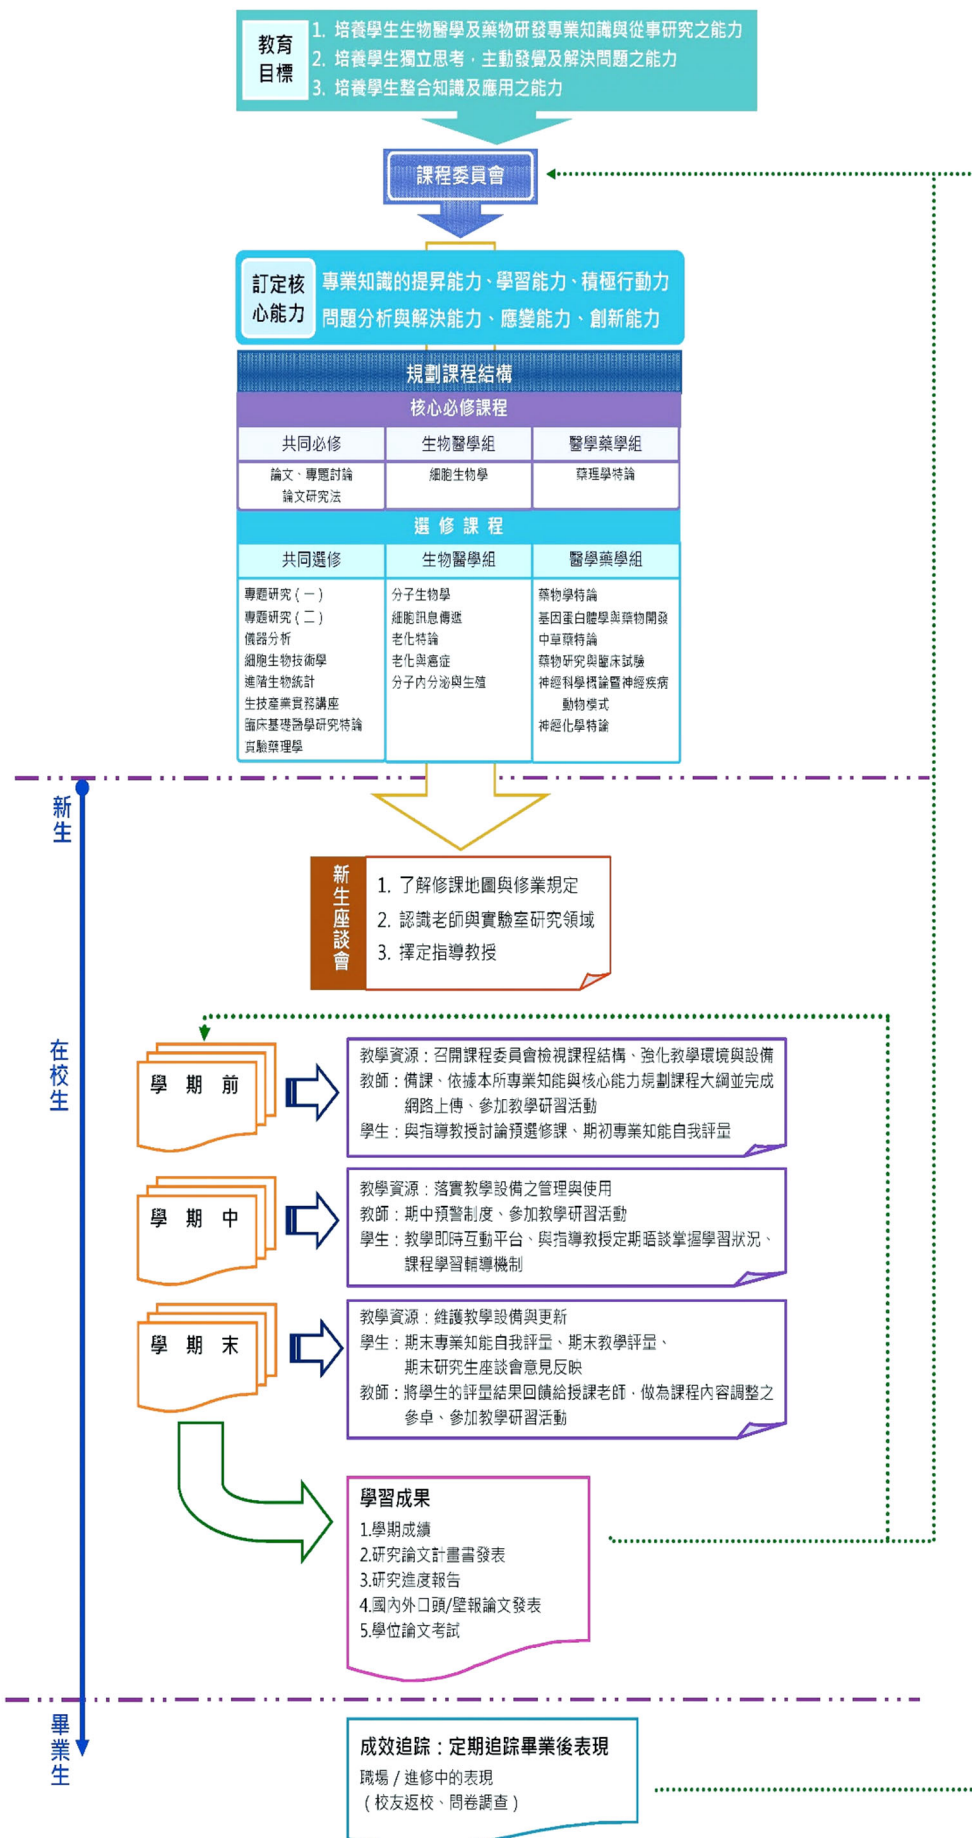 教育
目標
1. 培養學生生物醫學及藥物研發專業知識與從事研究之能力
2. 培養學生獨立思考，主動發覺及解決問題之能力
3. 培養學生整合知識及應用之能力
課程委員會
訂定核
心能力
專業知識的提昇能力、學習能力、積極行動力
問題分析與解決能力、應變能力、創新能力
規劃課程結構
核心必修課程
共同必修
生物醫學組
醫學藥學組
論文、專題討論
論文研究法
細胞生物學
藥理學特論
選修課程
共同選修
生物醫學組
醫學藥學組
專題研究(一)
專題研究(二)
儀器分析
細胞生物技術學
進階生物統計
生技產業實務講座
臨床基礎醫學研究特論
實驗藥理學
分子生物學
細胞訊息傳遞
老化特論
老化與癌症
分子內分泌與生殖
藥物學特論
基因蛋白體學與藥物開發
中草藥特論
藥物研究與臨床試驗
神經科學概論暨神經疾病
動物模式
神經化學特論
新生
新生座談會
1. 了解修課地圖與修業規定
2. 認識老師與實驗室研究領域
3. 擇定指導教授
在校生
學期前
教學資源：召開課程委員會檢視課程結構、強化教學環境與設備
教師：備課、依據本所專業知能與核心能力規劃課程大綱並完成
網路上傳、參加教學研習活動
學生：與指導教授討論預選修課、期初專業知能自我評量
學期中
教學資源：落實教學設備之管理與使用
教師：期中預警制度、參加教學研習活動
學生：教學即時互動平台、與指導教授定期晤談掌握學習狀況、
課程學習輔導機制
學期末
教學資源：維護教學設備與更新
學生：期末專業知能自我評量、期末教學評量、
期末研究生座談會意見反映
教師：將學生的評量結果回饋給授課老師，做為課程內容調整之
參卓、參加教學研習活動
學習成果
1.學期成績
2.研究論文計畫書發表
3.研究進度報告
4.國內外口頭/壁報論文發表
5.學位論文考試
畢業生
成效追踪：定期追踪畢業後表現
職場 / 進修中的表現
(校友返校、問卷調查)